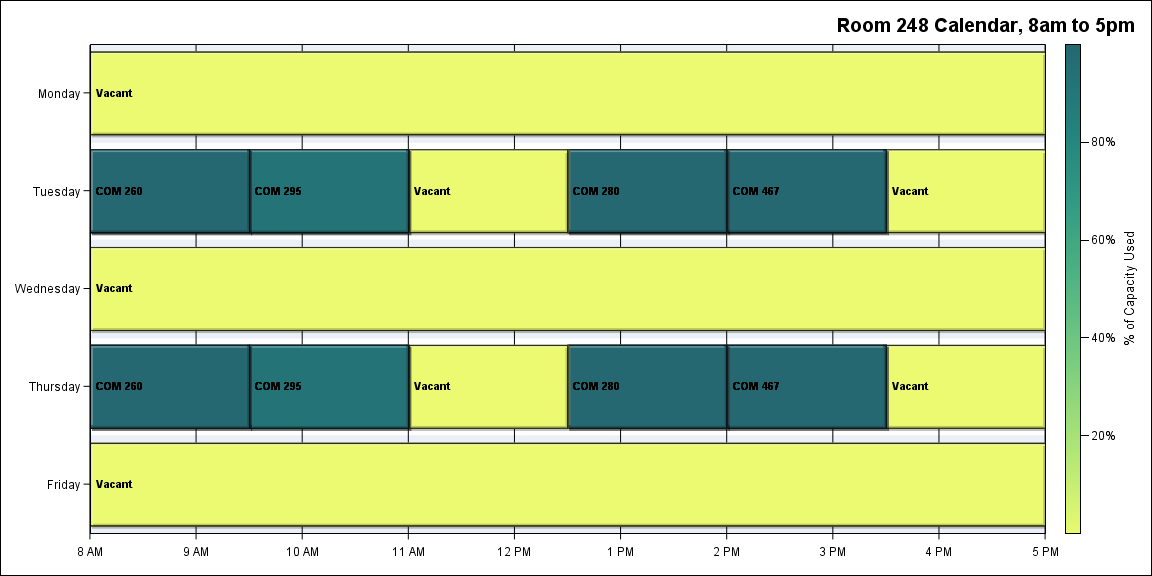 Room 248 Calendar, 8am to 5pm
Monday
Vacant
Tuesday
COM 260
COM 295
Vacant
COM 280
COM 467
Vacant
Wednesday
Vacant
Thursday
COM 260
COM 295
Vacant
COM 280
COM 467
Vacant
Friday
Vacant
8 AM
9 AM
10 AM
11 AM
12 PM
1 PM
2 PM
3 PM
4 PM
5 PM
80%
60%
40%
20%
% of Capacity Used